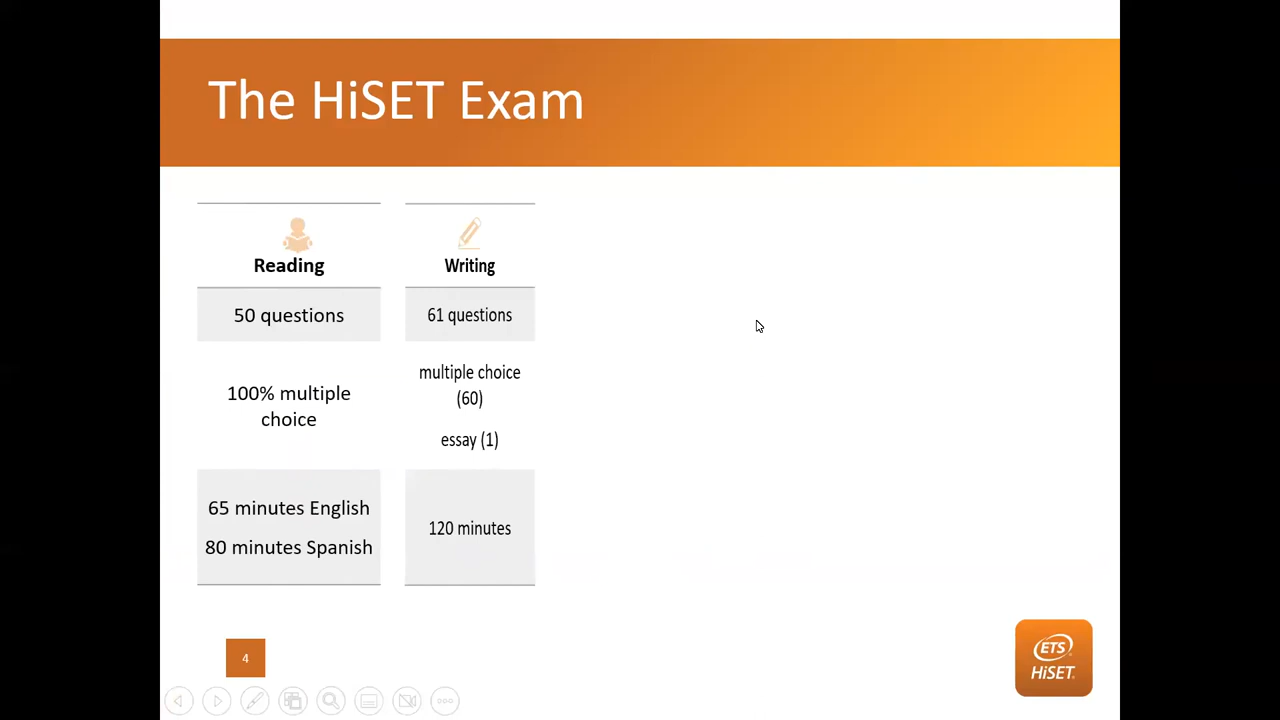 The HiSET Exam
Reading
50 questions
100% multiple
choice
65 minutes English
80 minutes Spanish
Writing
61 questions
multiple choice
(60)
essay (1)
120 minutes
4
ETS
HiSET